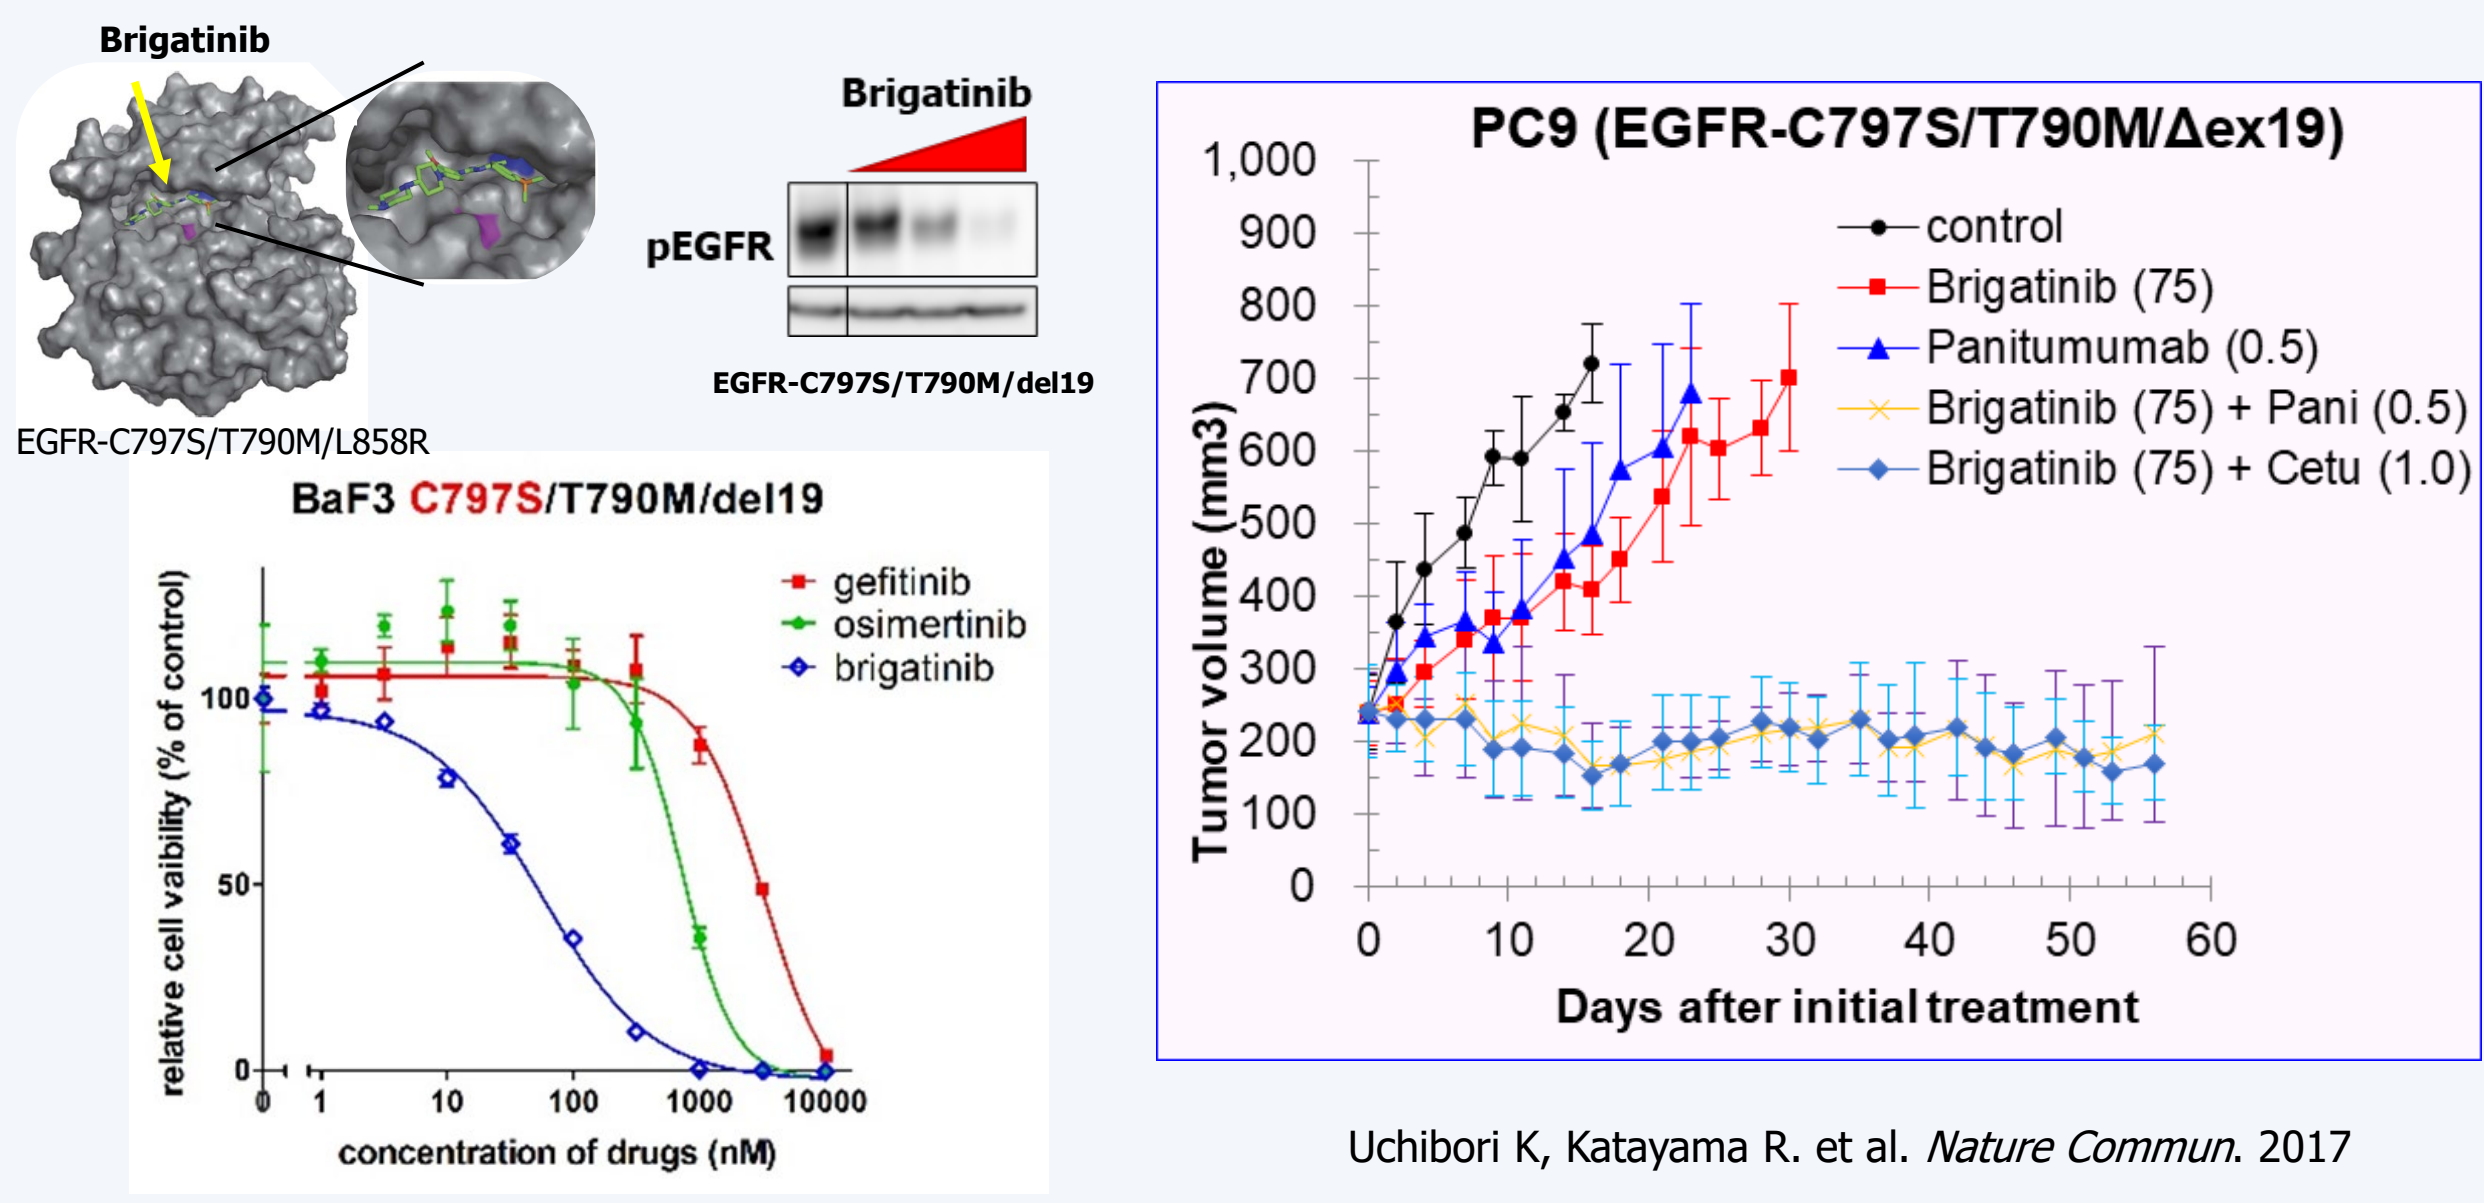 Brigatinib
EGFR-C797S/T790M/L858R
Brigatinib
pEGFR
EGFR-C797S/T790M/del19
BaF3 C797S/T790M/del19
gefitinib
osimertinib
brigatinib
relative cell vaibility (% of control)
100
50
0
0 1 10 100 1000 10000
concentration of drugs (nM)
PC9 (EGFR-C797S/T790M/Δex19)
control
Brigatinib (75)
Panitumumab (0.5)
Brigatinib (75) + Pani (0.5)
Brigatinib (75) + Cetu (1.0)
Tumor volume (mm3)
1,000
900
800
700
600
500
400
300
200
100
0
0 10 20 30 40 50 60
Days after initial treatment
Uchibori K, Katayama R. et al. Nature Commun. 2017